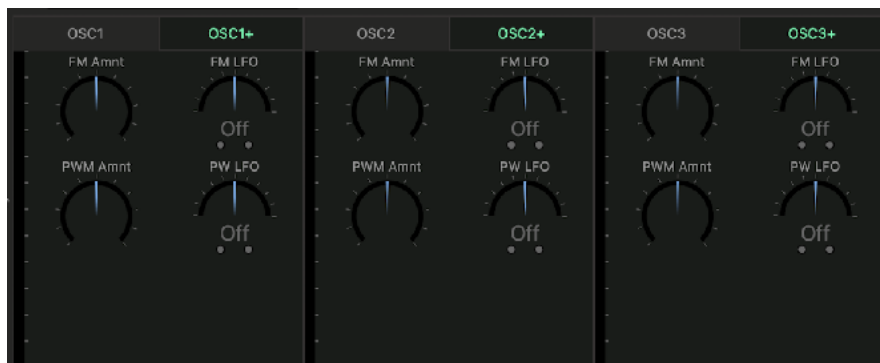 OSC1 OSC1+ OSC2 OSC2+ OSC3 OSC3+
FM Amnt FM LFO FM Amnt FM LFO FM Amnt FM LFO
Off Off Off
PWM Amnt PW LFO PWM Amnt PW LFO PWM Amnt PW LFO
Off Off Off